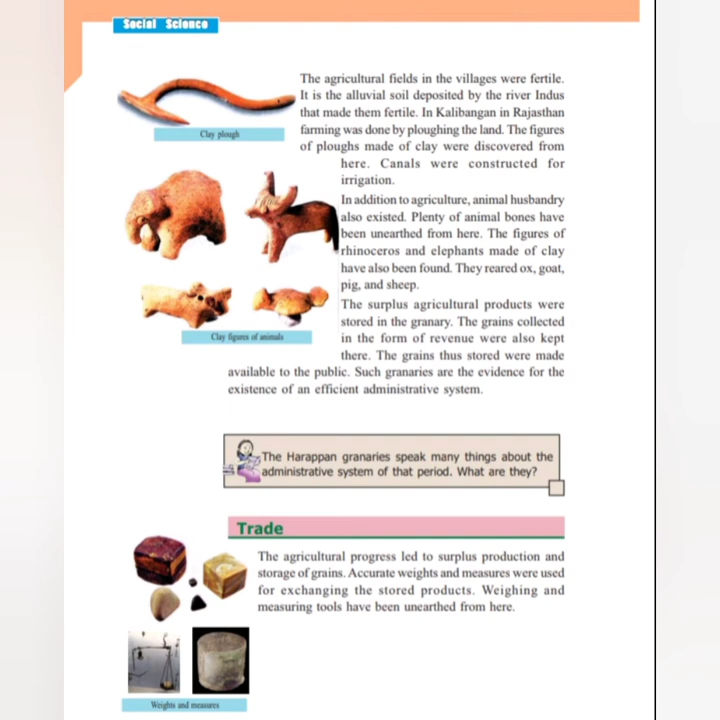 Social Science
The agricultural fields in the villages were fertile.
It is the alluvial soil deposited by the river Indus
that made them fertile. In Kalibangan in Rajasthan
farming was done by ploughing the land. The figures
of ploughs made of clay were discovered from
here. Canals were constructed for
irrigation.
Clay plough
In addition to agriculture, animal husbandry
also existed. Plenty of animal bones have
been unearthed from here. The figures of
rhinoceros and elephants made of clay
have also been found. They reared ox, goat,
pig, and sheep.
Clay figures of animals
The surplus agricultural products were
stored in the granary. The grains collected
in the form of revenue were also kept
there. The grains thus stored were made
available to the public. Such granaries are the evidence for the
existence of an efficient administrative system.
The Harappan granaries speak many things about the
administrative system of that period. What are they?
Trade
The agricultural progress led to surplus production and
storage of grains. Accurate weights and measures were used
for exchanging the stored products. Weighing and
measuring tools have been unearthed from here.
Weights and measures